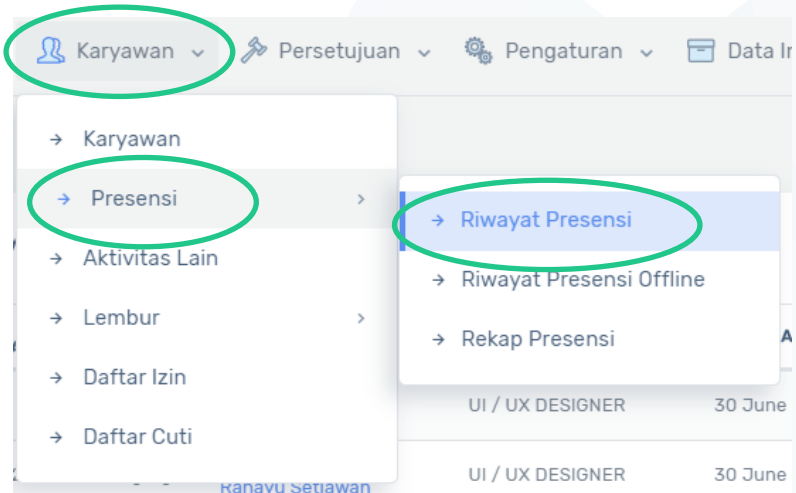 Karyawan Persetujuan Pengaturan Data
Karyawan
Presensi
Riwayat Presensi
Aktivitas Lain
Riwayat Presensi Offline
Lembur
Rekap Presensi
Daftar Izin
UI / UX DESIGNER 30 June
Daftar Cuti
Rahayu Setiawan UI / UX DESIGNER 30 June